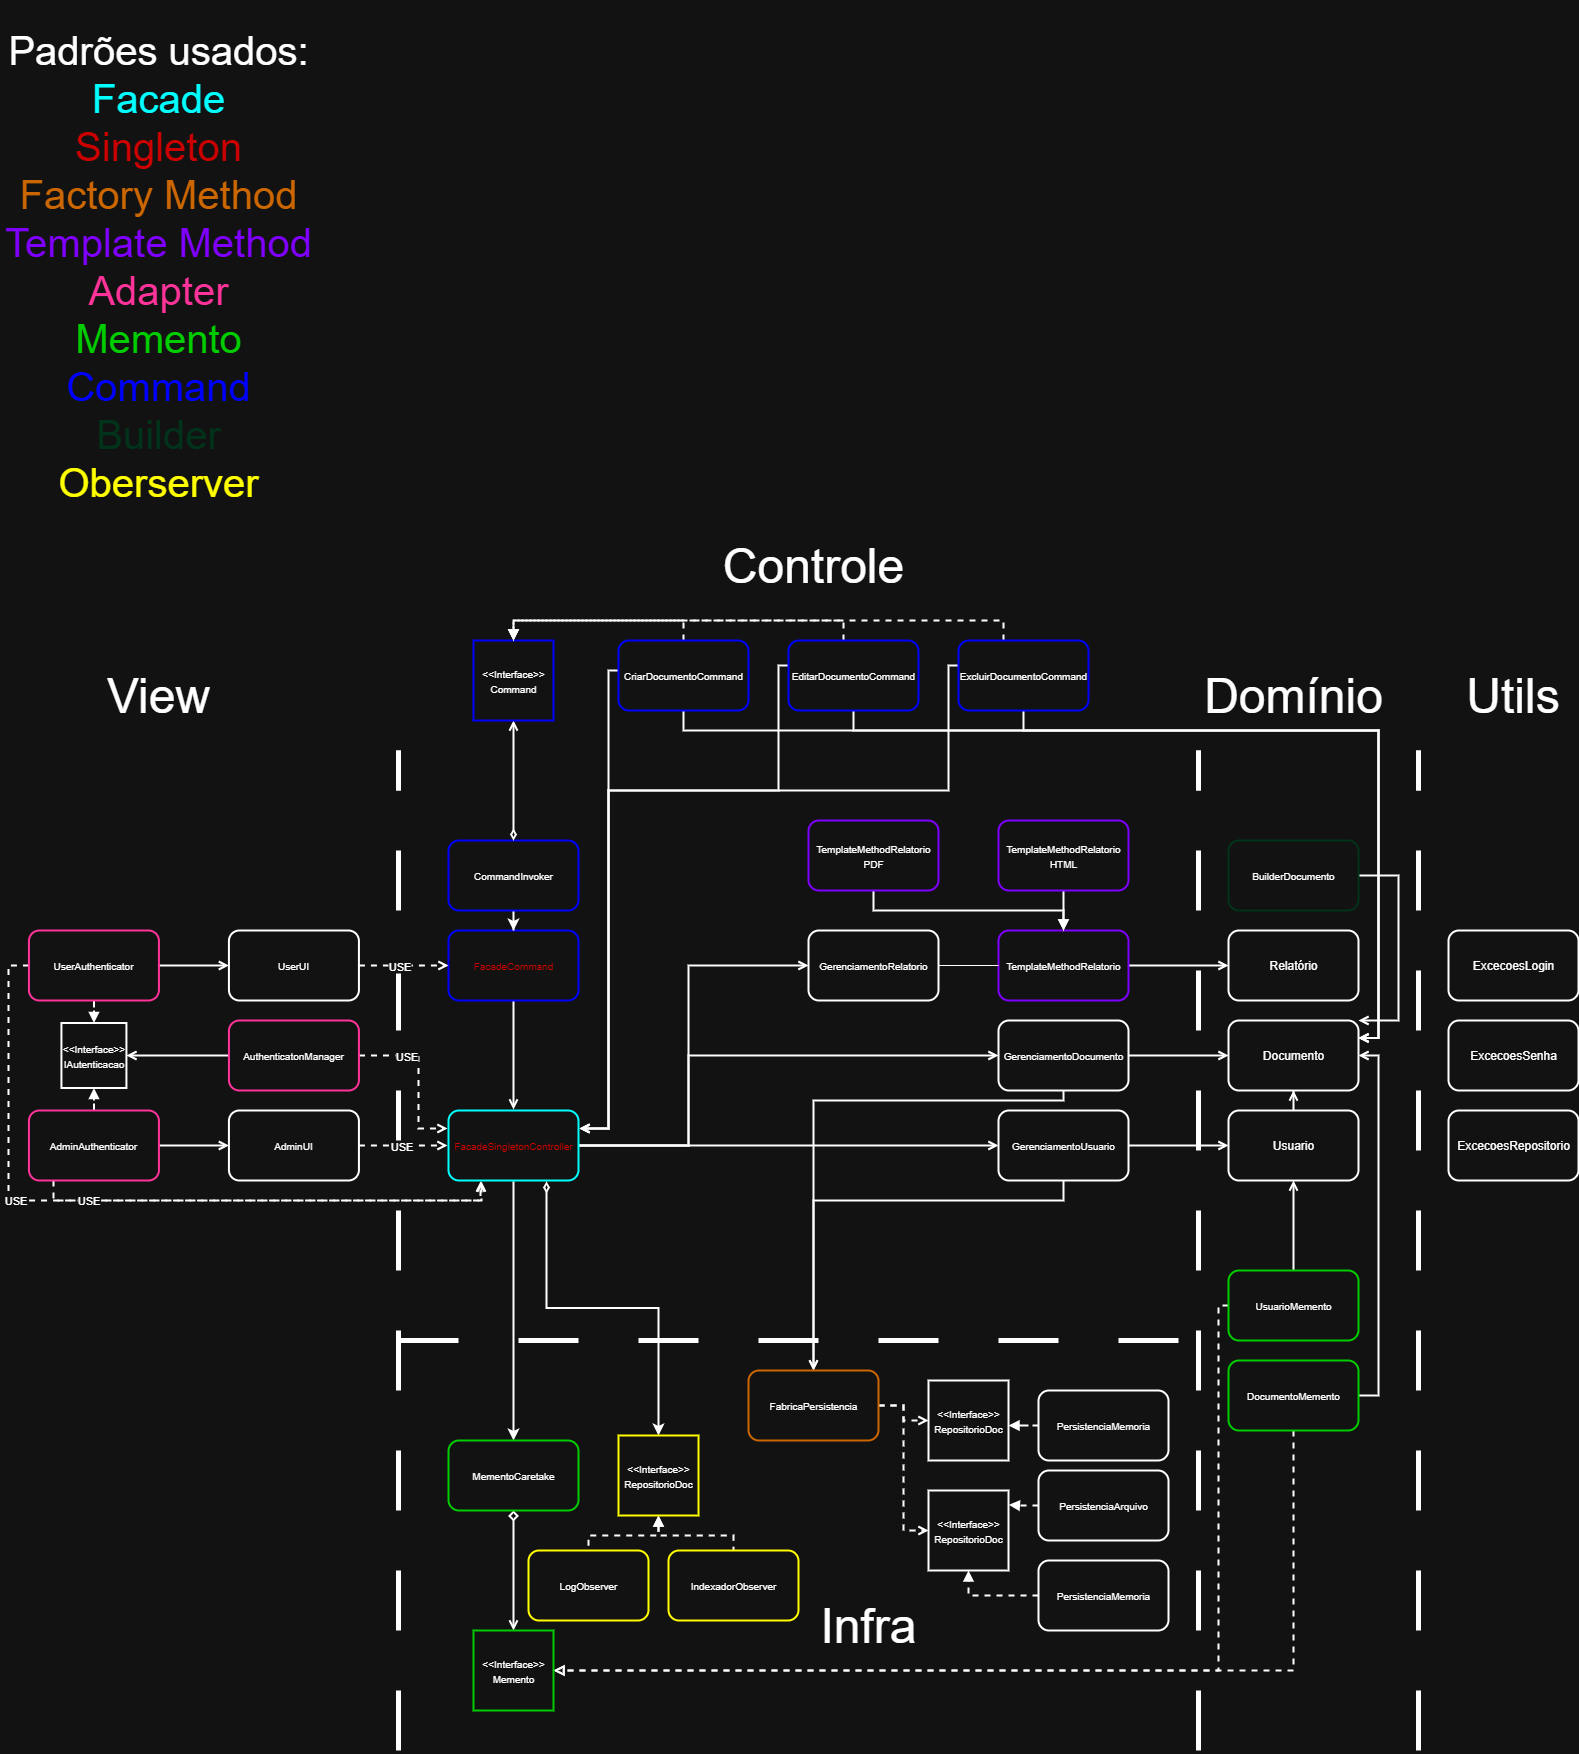 Padrões usados:
Facade
Singleton
Factory Method
Template Method
Adapter
Memento
Command
Builder
Oberserver
Controle
View
Domínio
Utils
<<Interface>>
Command
CriarDocumentoCommand
EditarDocumentoCommand
ExcluirDocumentoCommand
CommandInvoker
TemplateMethodRelatorio
PDF
TemplateMethodRelatorio
HTML
BuilderDocumento
UserAuthenticator
UserUI
USE
FacadeCommand
GerenciamentoRelatorio
TemplateMethodRelatorio
Relatório
ExcecoesLogin
<<Interface>>
IAutenticacao
AuthenticatonManager
USE
GerenciamentoDocumento
Documento
ExcecoesSenha
AdminAuthenticator
AdminUI
USE
FacadeSingletonController
GerenciamentoUsuario
Usuario
ExcecoesRepositorio
USE
USE
UsuarioMemento
DocumentoMemento
FabricaPersistencia
<<Interface>>
RepositorioDoc
PersistenciaMemoria
MementoCaretake
<<Interface>>
RepositorioDoc
<<Interface>>
RepositorioDoc
PersistenciaArquivo
LogObserver
IndexadorObserver
PersistenciaMemoria
Infra
<<Interface>>
Memento